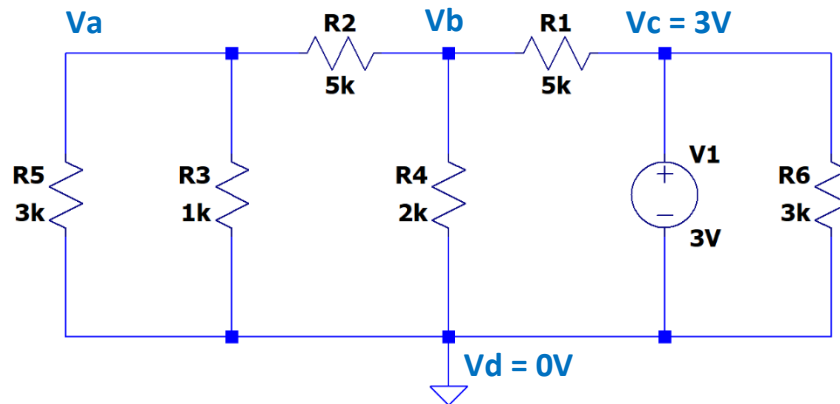 Va
R2
5k
Vb
R1
5k
Vc = 3V
R5
3k
R3
1k
R4
2k
V1
+
−
3V
R6
3k
Vd = 0V